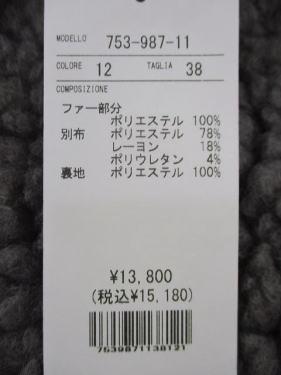 MODELLO 753-987-11
COLORE 12 TAGLIA 38
COMPOSIZIONE
ファー部分
ポリエステル 100%
別布 ポリエステル 78%
レーヨン 18%
ポリウレタン 4%
裏地 ポリエステル 100%
¥13,800
(税込¥15,180)
7539871138121